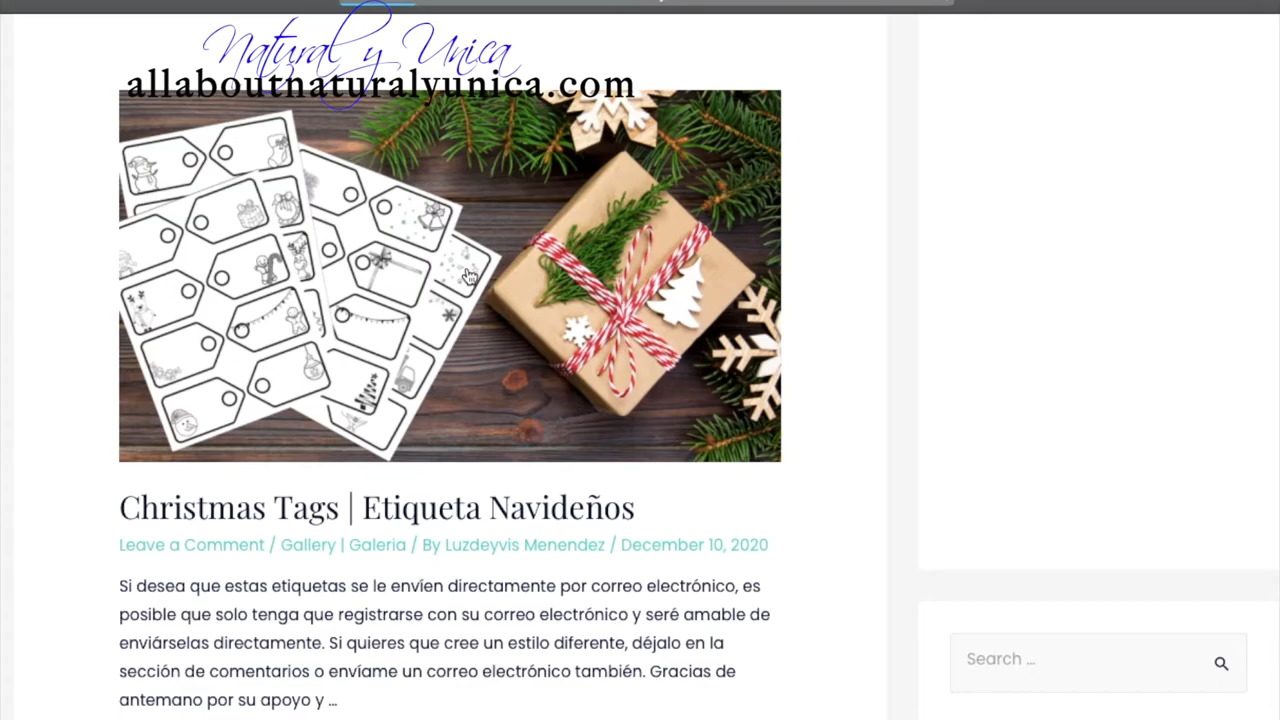 Natural y Unica
allaboutnaturalyunica.com
Christmas Tags | Etiqueta Navideños
Leave a Comment / Gallery | Galeria / By Luzdeyvis Menendez / December 10, 2020
Si desea que estas etiquetas se le envíen directamente por correo electrónico, es
posible que solo tenga que registrarse con su correo electrónico y seré amable de
enviárselas directamente. Si quieres que cree un estilo diferente, déjalo en la
sección de comentarios o envíame un correo electrónico también. Gracias de
antemano por su apoyo y ...
Search ...